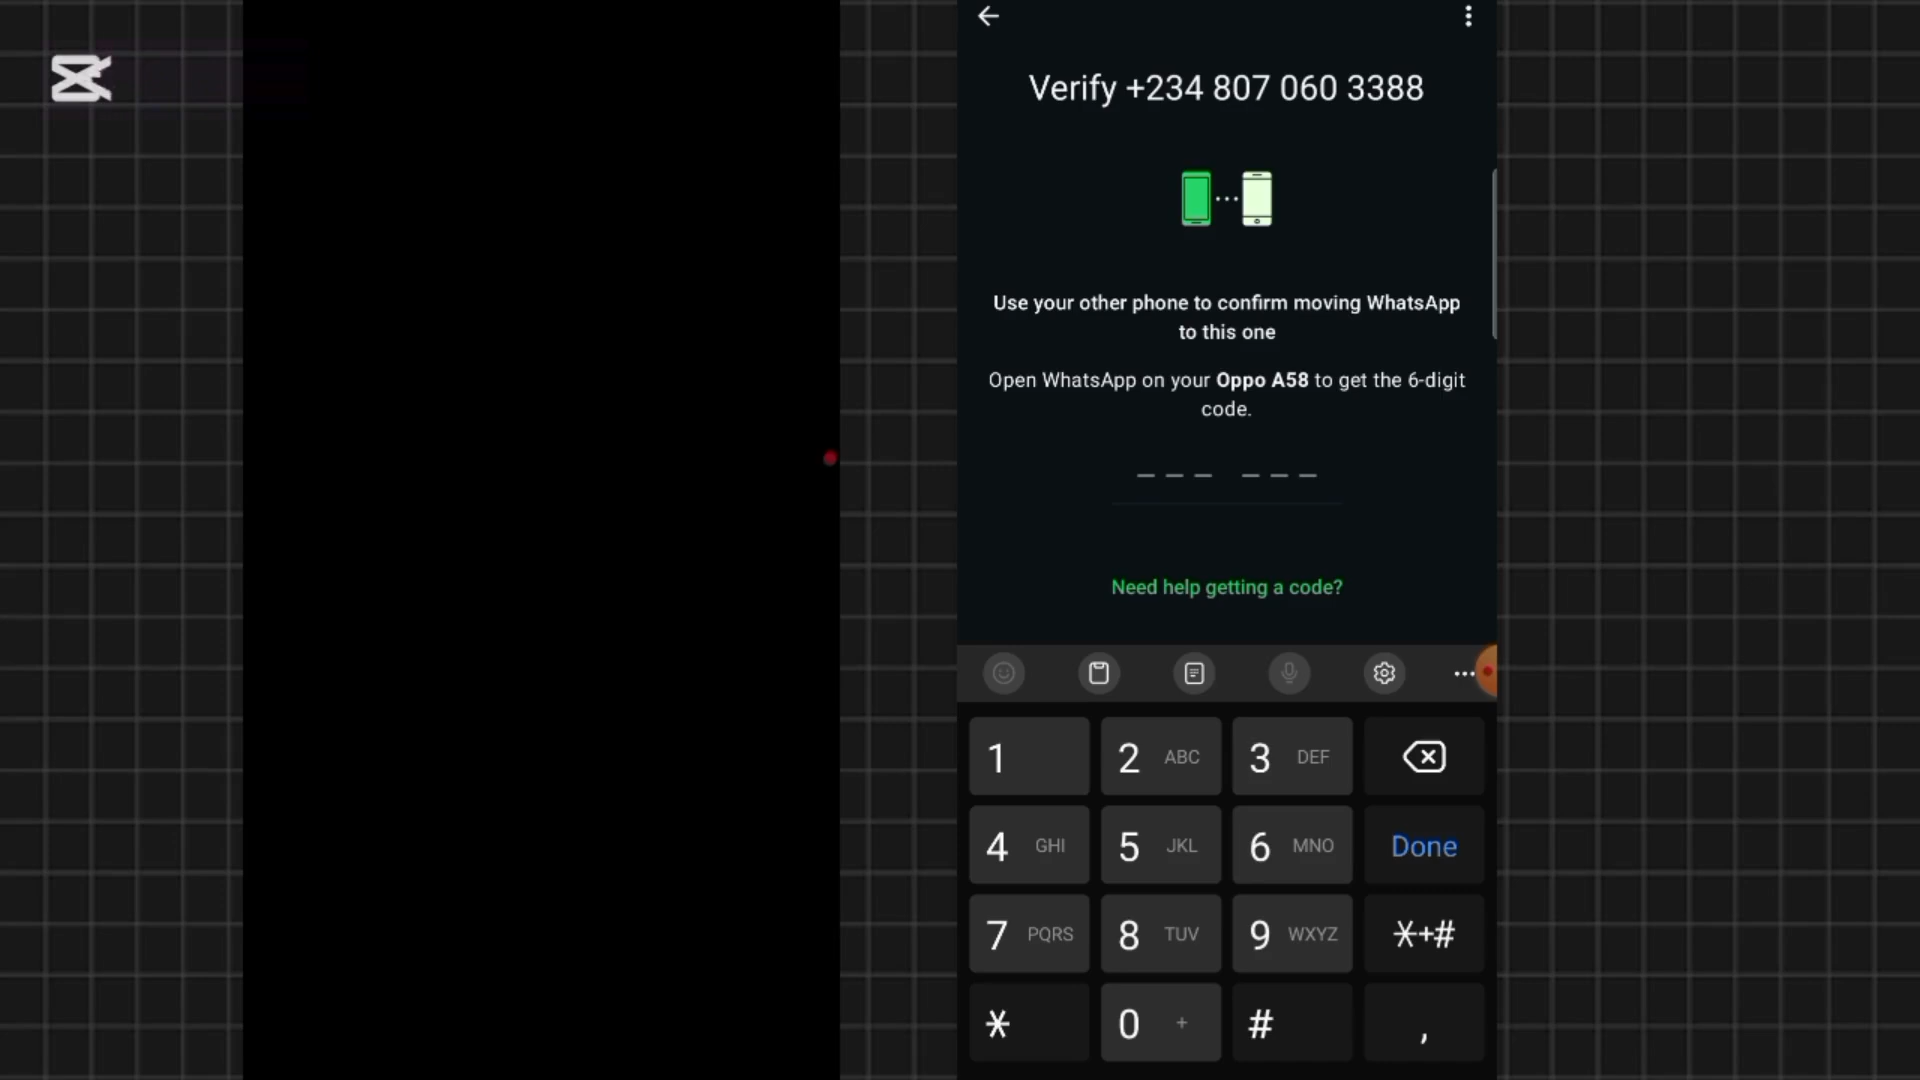 Verify +234 807 060 3388
Use your other phone to confirm moving WhatsApp
to this one
Open WhatsApp on your Oppo A58 to get the 6-digit
code.
Need help getting a code?
1 2 ABC 3 DEF
4 GHI 5 JKL 6 MNO Done
7 PQRS 8 TUV 9 WXYZ *+#
* 0 + # ,